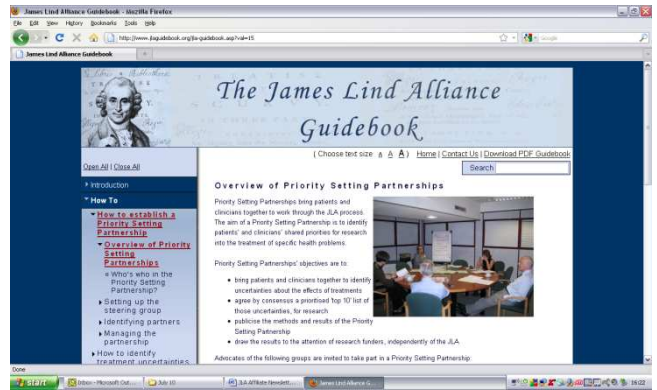 James Lind Alliance Guidebook - Mozilla Firefox
File Edit View History Bookmarks Tools Help
http://www.jlaguidebook.org/jla-guidebook.asp?val=15
James Lind Alliance Guidebook
The James Lind Alliance
Guidebook
( Choose text size A A A ) Home | Contact Us | Download PDF Guidebook
Search
Open All | Close All
Introduction
How To
How to establish a
Priority Setting
Partnership
Overview of Priority
Setting
Partnerships
Who's who in the
Priority Setting
Partnership?
Setting up the
steering group
Identifying partners
Managing the
partnership
How to identify
treatment uncertainties
Overview of Priority Setting Partnerships
Priority Setting Partnerships bring patients and
clinicians together to work through the JLA process.
The aim of a Priority Setting Partnership is to identify
patients' and clinicians' shared priorities for research
into the treatment of specific health problems.
Priority Setting Partnerships' objectives are to:
bring patients and clinicians together to identify
uncertainties about the effects of treatments
agree by consensus a prioritised 'top 10' list of
those uncertainties, for research
publicise the methods and results of the Priority
Setting Partnership
draw the results to the attention of research funders, independently of the JLA.
Advocates of the following groups are invited to take part in a Priority Setting Partnership:
Done
start
Inbox - Microsoft Out...
July 10
JLA Affiliate Newslett...
James Lind Alliance G...
16:22